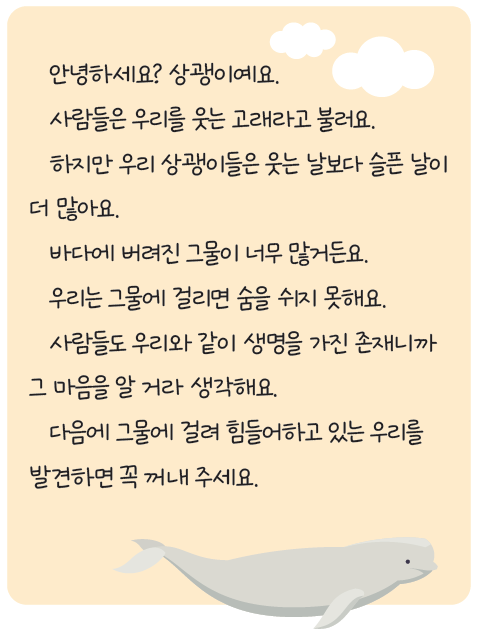 안녕하세요? 상괭이예요.
사람들은 우리를 웃는 고래라고 불러요.
하지만 우리 상괭이들은 웃는 날보다 슬픈 날이
더 많아요.
바다에 버려진 그물이 너무 많거든요.
우리는 그물에 걸리면 숨을 쉬지 못해요.
사람들도 우리와 같이 생명을 가진 존재니까
그 마음을 알 거라 생각해요.
다음에 그물에 걸려 힘들어하고 있는 우리를
발견하면 꼭 꺼내 주세요.